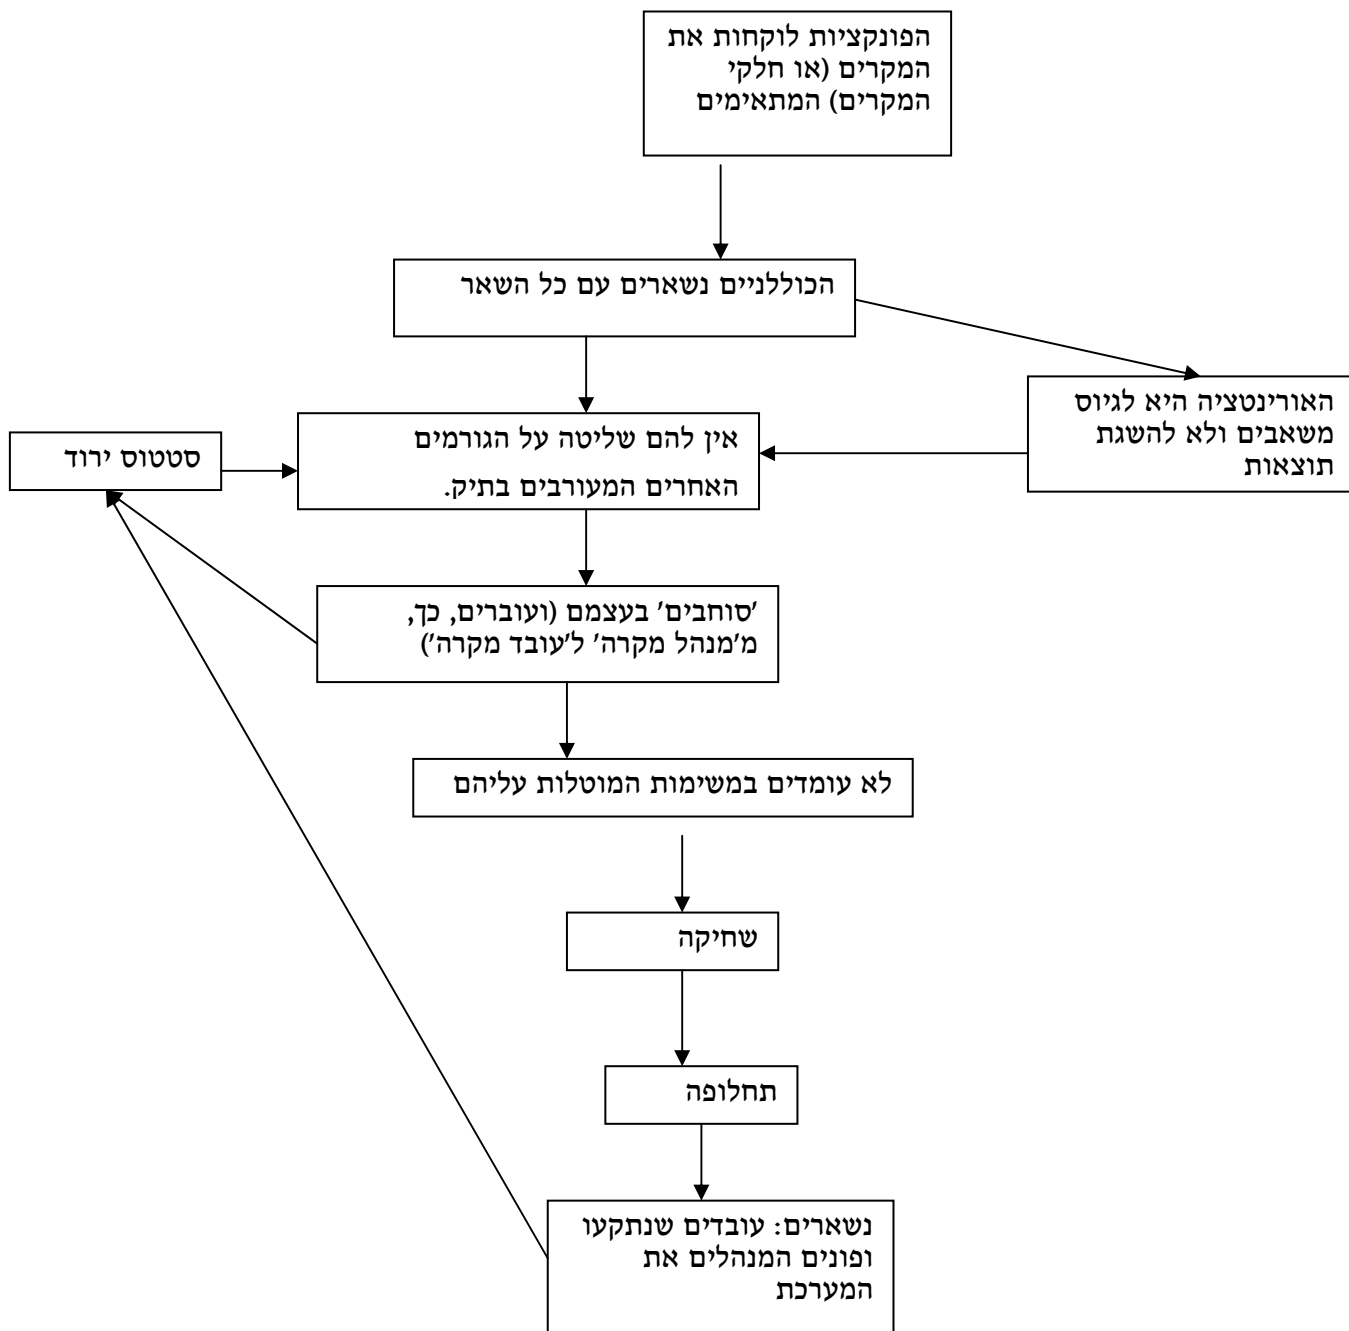 הפונקציות לוקחות את
המקרים (או חלקי
המקרים) המתאימים
הכוללניים נשארים עם כל השאר
האורינטציה היא לגיוס
משאבים ולא להשגת
תוצאות
אין להם שליטה על הגורמים
האחרים המעורבים בתיק.
סטטוס ירוד
'סוחבים' בעצמם (ועוברים, כך,
מ'מנהל מקרה' ל'עובד מקרה')
לא עומדים במשימות המוטלות עליהם
שחיקה
תחלופה
נשארים: עובדים שנתקעו
ופונים המנהלים את
המערכת